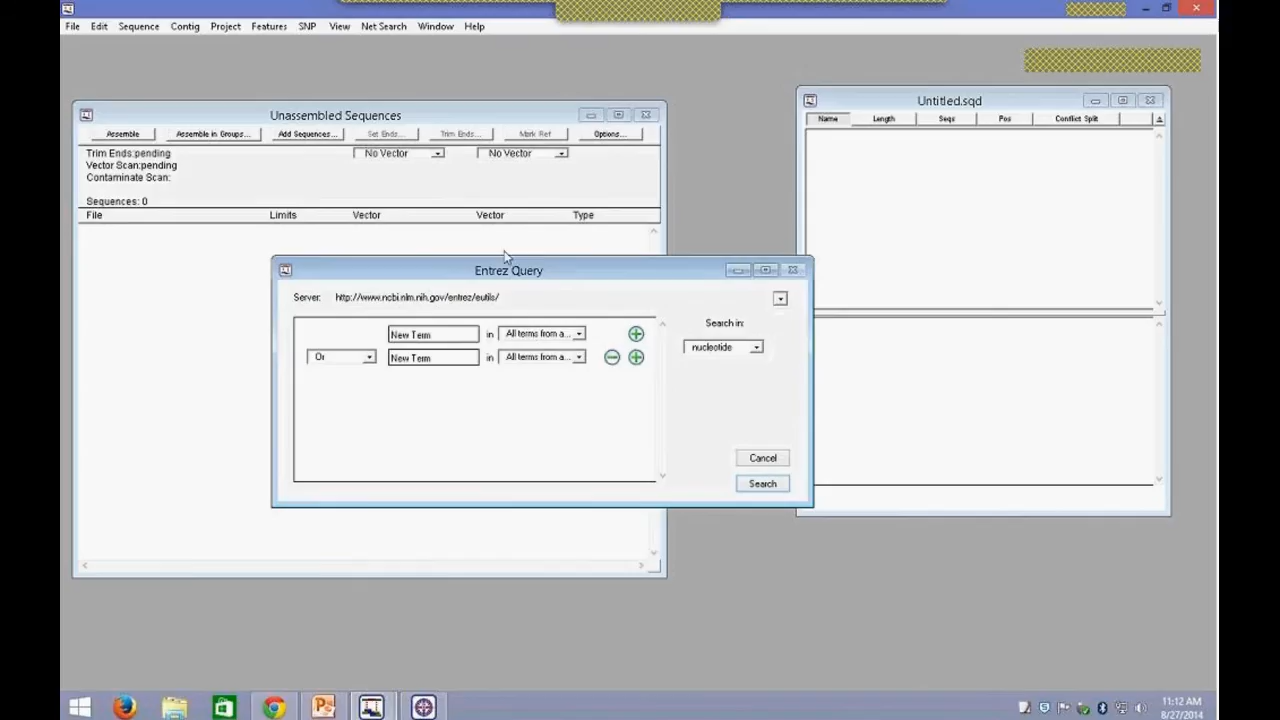 File Edit Sequence Contig Project Features SNP View Net Search Window Help
Unassembled Sequences
Assemble Assemble in Groups... Add Sequences... Set Ends... Trim Ends... Mark Ref Options...
Trim Ends:pending No Vector No Vector
Vector Scan:pending
Contaminate Scan:
Sequences: 0
File Limits Vector Vector Type
Untitled.sqd
Name Length Seqs Pos Conflict Split
Entrez Query
Server: http://www.ncbi.nlm.nih.gov/entrez/eutils/
New Term in All terms from a...
Or New Term in All terms from a...
Search in:
nucleotide
Cancel
Search
11:12 AM
8/27/2014